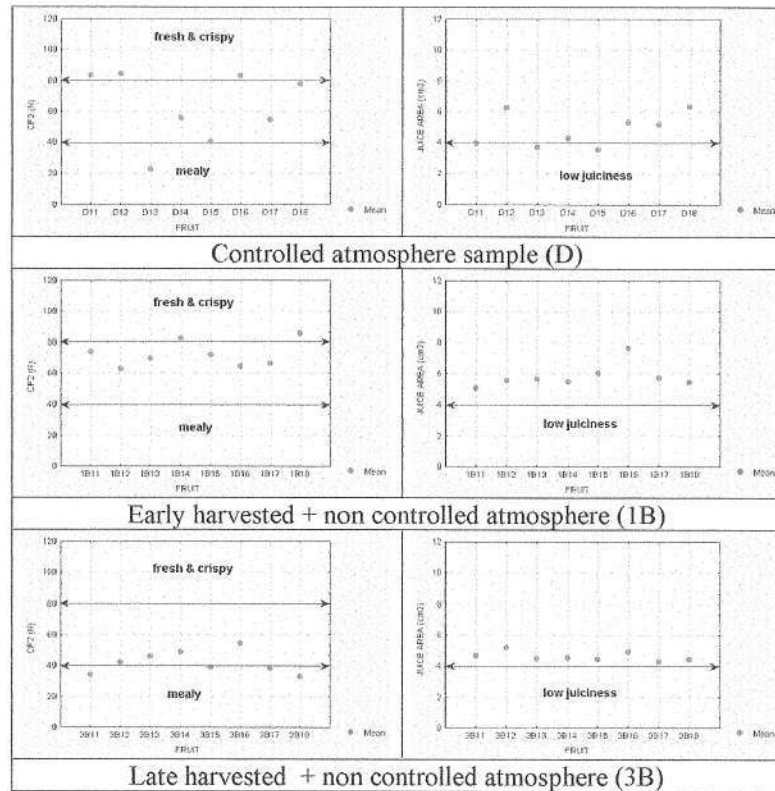 120
100
80
60
40
20
0
CF2 (N)
fresh & crispy
mealy
D11 D12 D13 D14 D15 D16 D17 D18
FRUIT
Mean
12
10
8
6
4
2
0
JUICE AREA (cm2)
low juiciness
D11 D12 D13 D14 D15 D16 D17 D18
FRUIT
Mean
Controlled atmosphere sample (D)
120
100
80
60
40
20
0
CF2 (N)
fresh & crispy
mealy
1B11 1B12 1B13 1B14 1B15 1B16 1B17 1B18
FRUIT
Mean
12
10
8
6
4
2
0
JUICE AREA (cm2)
low juiciness
1B11 1B12 1B13 1B14 1B15 1B16 1B17 1B18
FRUIT
Mean
Early harvested + non controlled atmosphere (1B)
120
100
80
60
40
20
0
CF2 (N)
fresh & crispy
mealy
3B11 3B12 3B13 3B14 3B15 3B16 3B17 3B18
FRUIT
Mean
12
10
8
6
4
2
0
JUICE AREA (cm2)
low juiciness
3B11 3B12 3B13 3B14 3B15 3B16 3B17 3B18
FRUIT
Mean
Late harvested + non controlled atmosphere (3B)